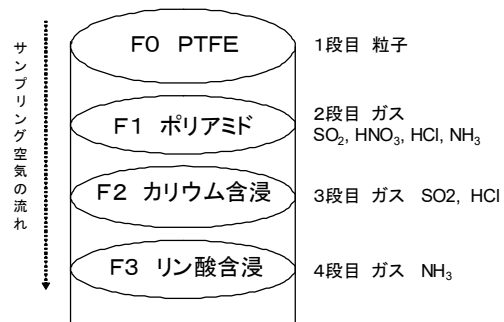 サンプリング空気の流れ
F0 PTFE
1段目 粒子
F1 ポリアミド
2段目 ガス
SO₂, HNO₃, HCl, NH₃
F2 カリウム含浸
3段目 ガス SO2, HCl
F3 リン酸含浸
4段目 ガス NH₃